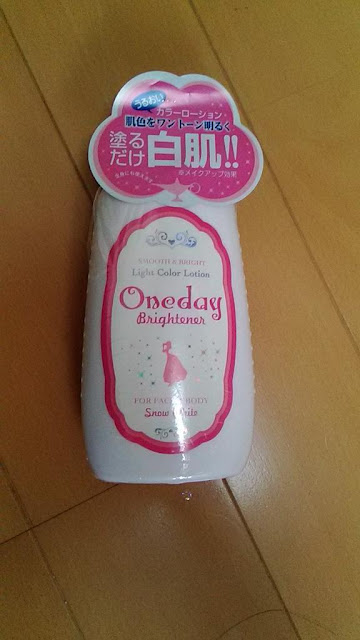 うるおい
カラーローション
肌色をワントーン明るく
塗る
だけ
白肌!!
※メイクアップ効果
SMOOTH & BRIGHT
Light Color Lotion
Oneday
Brightener
FOR FACE & BODY
Snow White